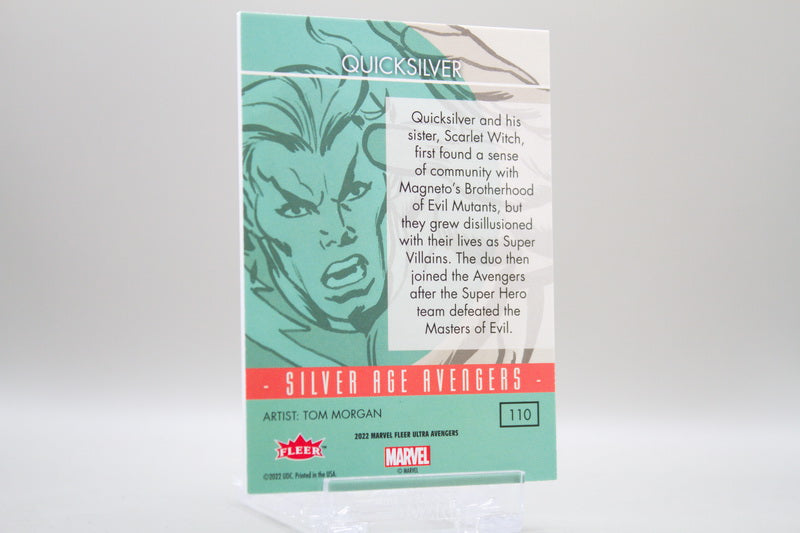 QUICKSILVER
Quicksilver and his
sister, Scarlet Witch,
first found a sense
of community with
Magneto's Brotherhood
of Evil Mutants, but
they grew disillusioned
with their lives as Super
Villains. The duo then
joined the Avengers
after the Super Hero
team defeated the
Masters of Evil.
- SILVER AGE AVENGERS -
ARTIST: TOM MORGAN
110
2022 MARVEL FLEER ULTRA AVENGERS
FLEER™
MARVEL
©2022 UDC. Printed in the USA.
© MARVEL